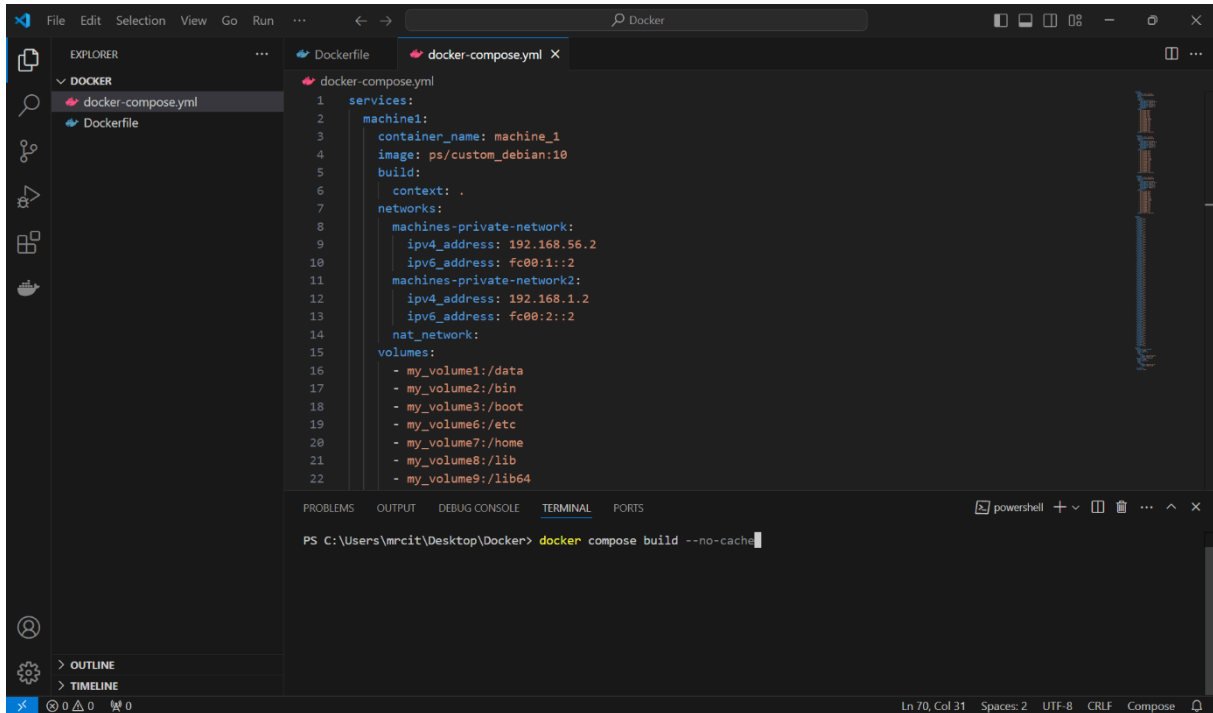 File Edit Selection View Go Run ... Docker
EXPLORER
Dockerfile
docker-compose.yml
DOCKER
docker-compose.yml
Dockerfile
docker-compose.yml
1 services:
2 machine1:
3 container_name: machine_1
4 image: ps/custom_debian:10
5 build:
6 context: .
7 networks:
8 machines-private-network:
9 ipv4_address: 192.168.56.2
10 ipv6_address: fc00:1::2
11 machines-private-network2:
12 ipv4_address: 192.168.1.2
13 ipv6_address: fc00:2::2
14 nat_network:
15 volumes:
16 - my_volume1:/data
17 - my_volume2:/bin
18 - my_volume3:/boot
19 - my_volume6:/etc
20 - my_volume7:/home
21 - my_volume8:/lib
22 - my_volume9:/lib64
PROBLEMS OUTPUT DEBUG CONSOLE TERMINAL PORTS powershell
PS C:\Users\mrcit\Desktop\Docker> docker compose build --no-cache
OUTLINE
TIMELINE
0 0 0 Ln 70, Col 31 Spaces: 2 UTF-8 CRLF Compose